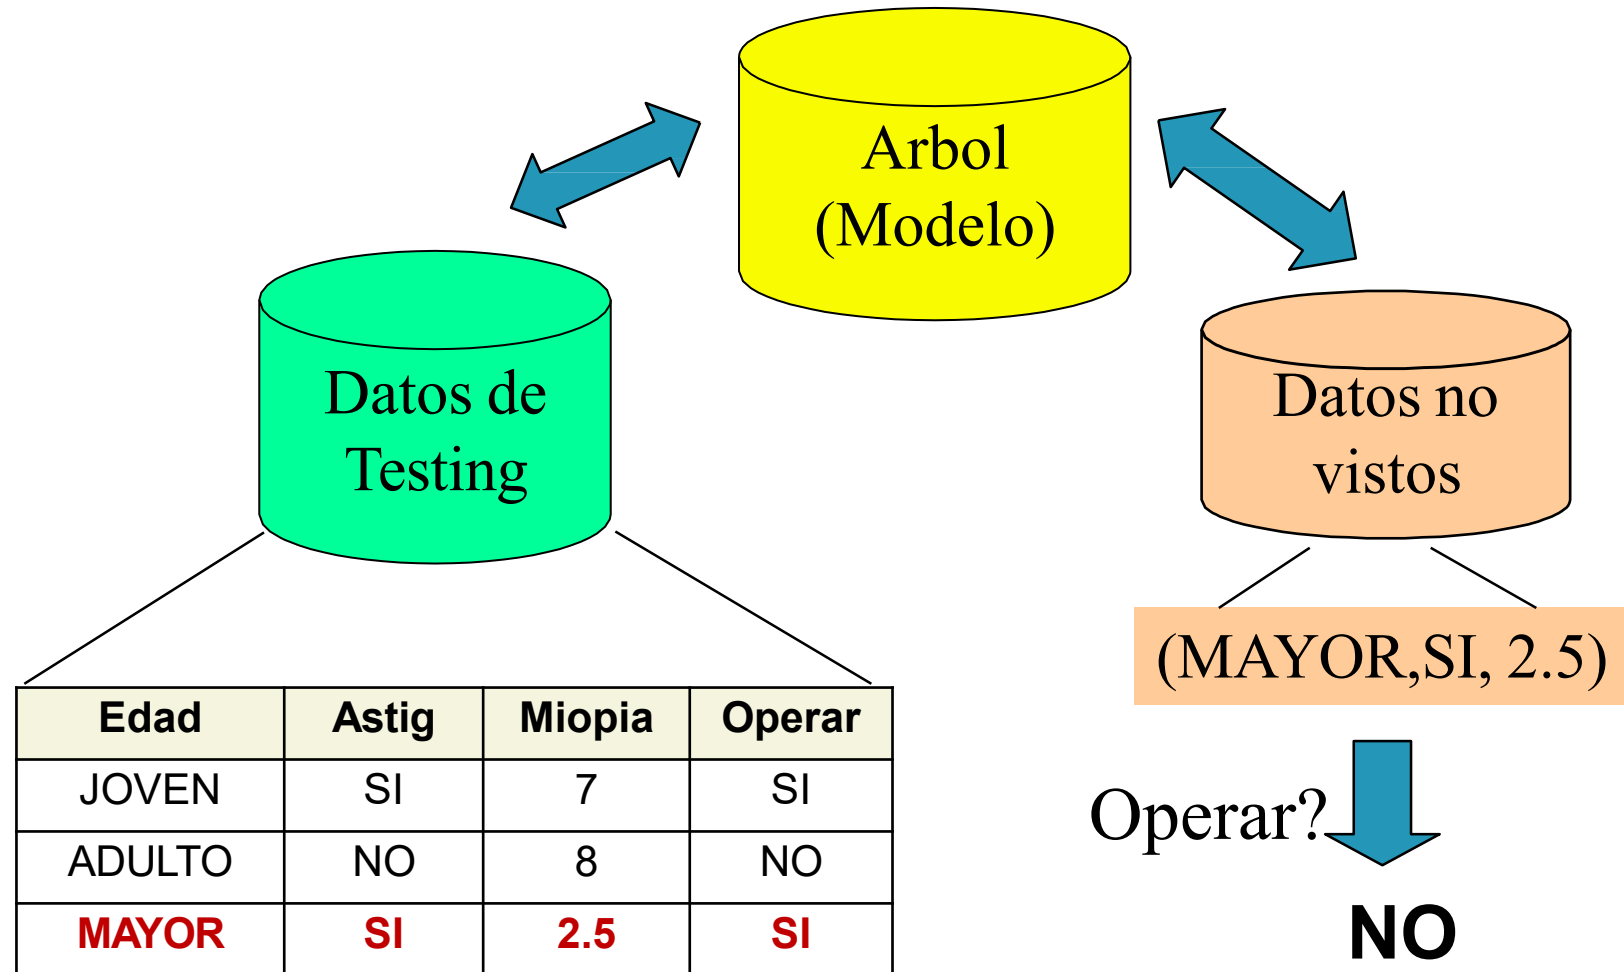 Arbol
(Modelo)
Datos de
Testing
Datos no
vistos
(MAYOR,SI, 2.5)
Operar?
NO
Edad Astig Miopia Operar
JOVEN SI 7 SI
ADULTO NO 8 NO
MAYOR SI 2.5 SI